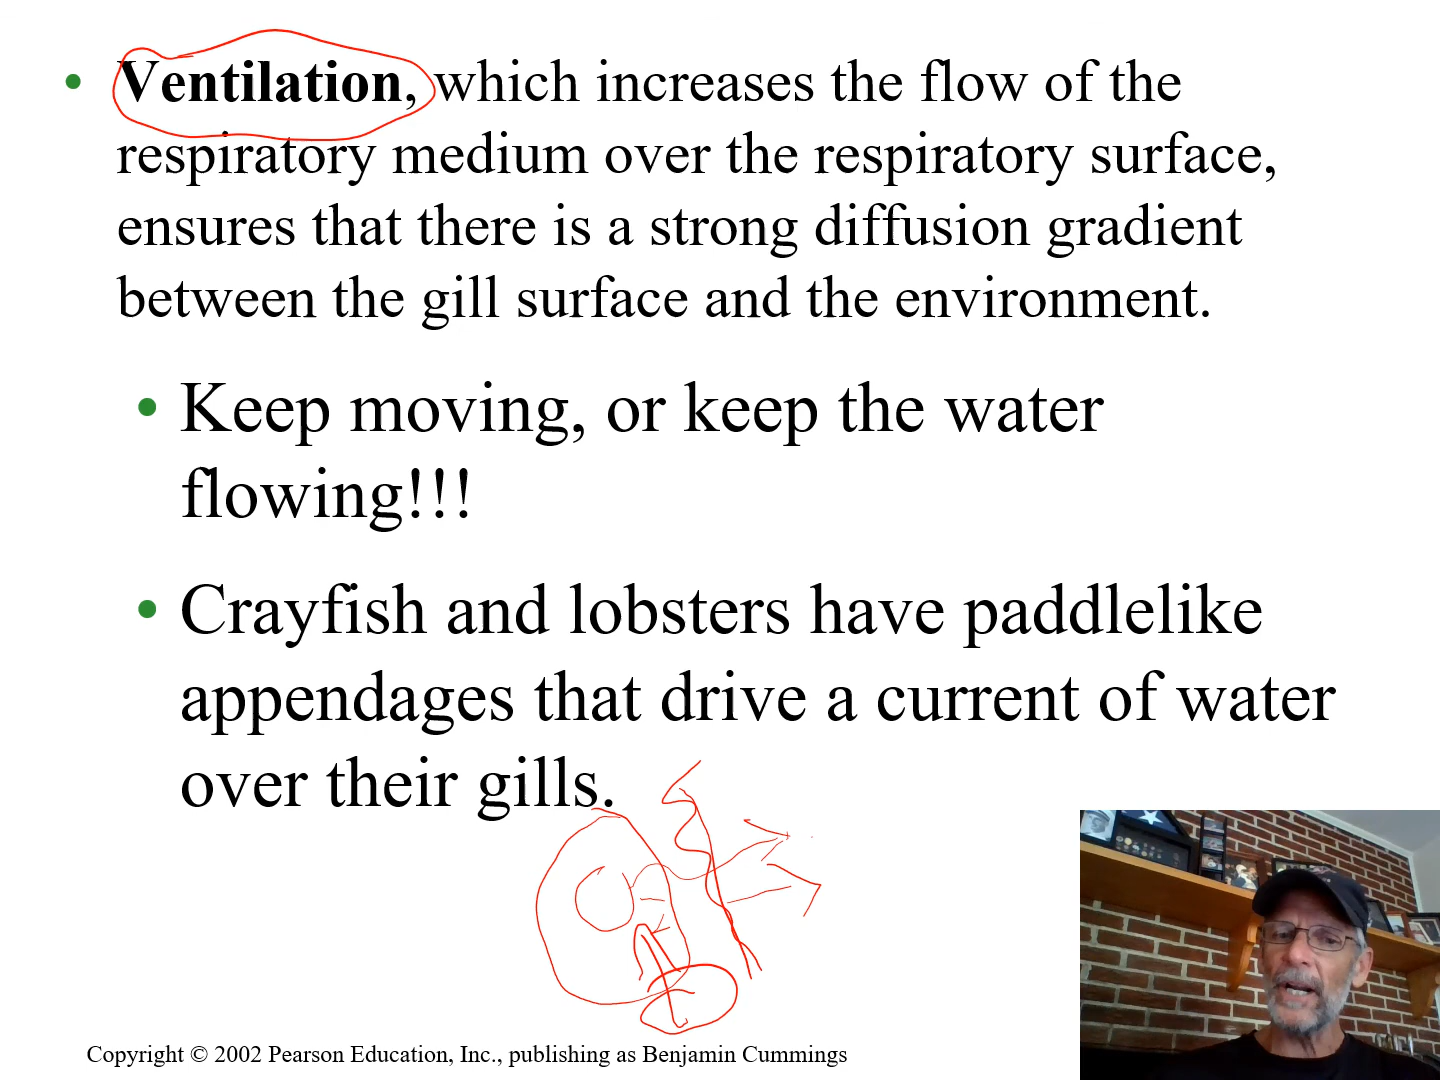 • Ventilation, which increases the flow of the
respiratory medium over the respiratory surface,
ensures that there is a strong diffusion gradient
between the gill surface and the environment.
• Keep moving, or keep the water
flowing!!!
• Crayfish and lobsters have paddlelike
appendages that drive a current of water
over their gills.
Copyright © 2002 Pearson Education, Inc., publishing as Benjamin Cummings